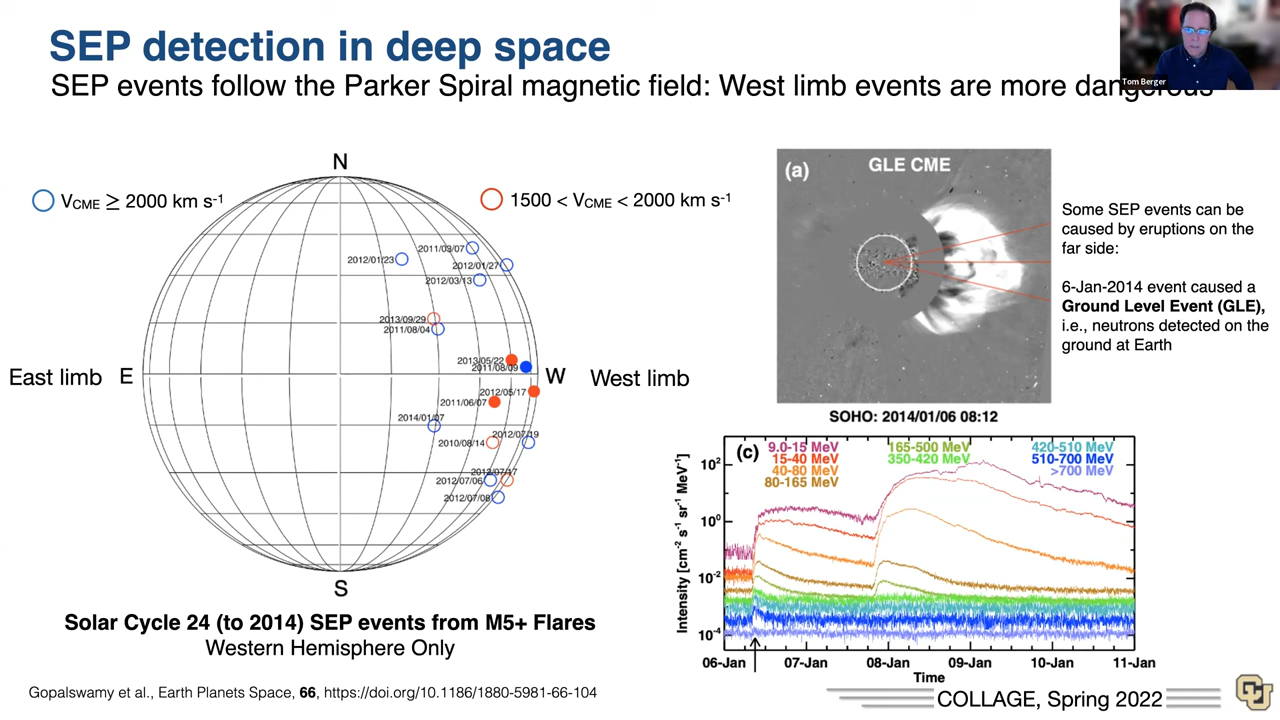 SEP detection in deep space
SEP events follow the Parker Spiral magnetic field: West limb events are more dangerous
Tom Berger
N
VCME ≥ 2000 km s-1
1500 < VCME < 2000 km s-1
2011/03/07
2012/01/23
2012/01/27
2012/03/13
2013/09/29
2011/08/04
2013/05/22
2011/08/09
East limb E
W West limb
2012/05/17
2011/06/07
2014/01/07
2012/07/19
2010/08/14
2012/07/17
2012/07/06
2012/07/08
S
Solar Cycle 24 (to 2014) SEP events from M5+ Flares
Western Hemisphere Only
Gopalswamy et al., Earth Planets Space, 66, https://doi.org/10.1186/1880-5981-66-104
(a) GLE CME
SOHO: 2014/01/06 08:12
Some SEP events can be
caused by eruptions on the
far side:
6-Jan-2014 event caused a
Ground Level Event (GLE),
i.e., neutrons detected on the
ground at Earth
(c)
9.0-15 MeV 165-500 MeV 420-510 MeV
15-40 MeV 350-420 MeV 510-700 MeV
40-80 MeV >700 MeV
80-165 MeV
Intensity [cm-2 s-1 sr-1 MeV-1]
102
100
10-2
10-4
06-Jan 07-Jan 08-Jan 09-Jan 10-Jan 11-Jan
Time
COLLAGE, Spring 2022
CU